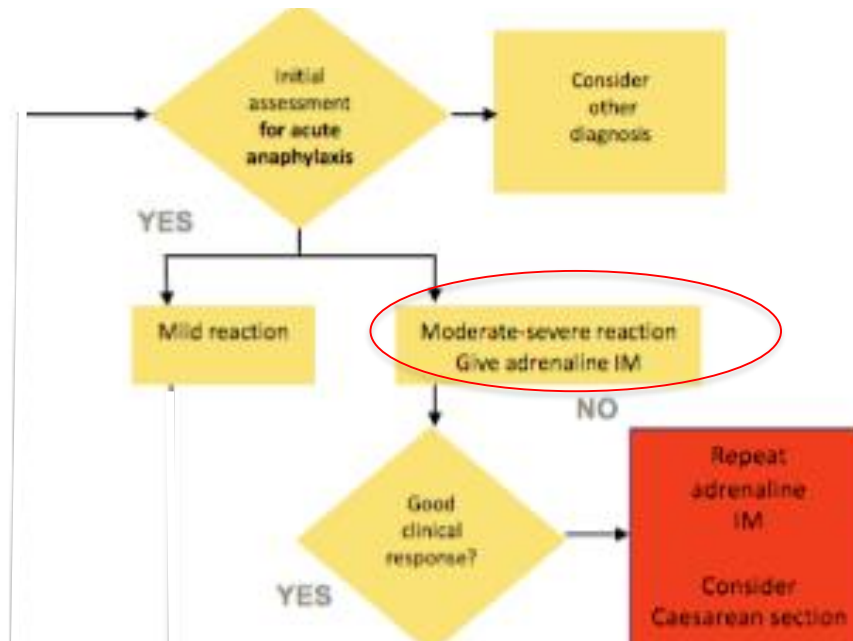 Initial
assessment
for acute
anaphylaxis
Consider
other
diagnosis
YES
Mild reaction
Moderate-severe reaction
Give adrenaline IM
NO
Good
clinical
response?
YES
Repeat
adrenaline
IM
Consider
Caesarean section